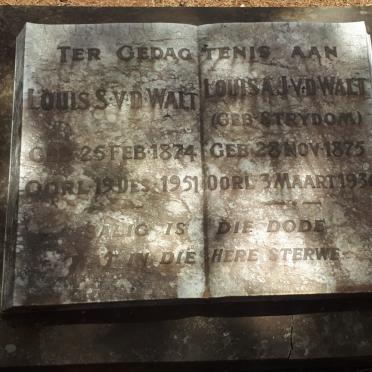 TER GEDAGTENIS AAN
LOUIS S.V.D.WALT
GEB. 25 FEB. 1874
OORL. 19 DES. 1951
LOUISA J.V.D.WALT
(GEB. STRYDOM)
GEB. 28 NOV. 1875
OORL 3 MAART
SALIG IS DIE DODE
IN DIE HERE STERWE